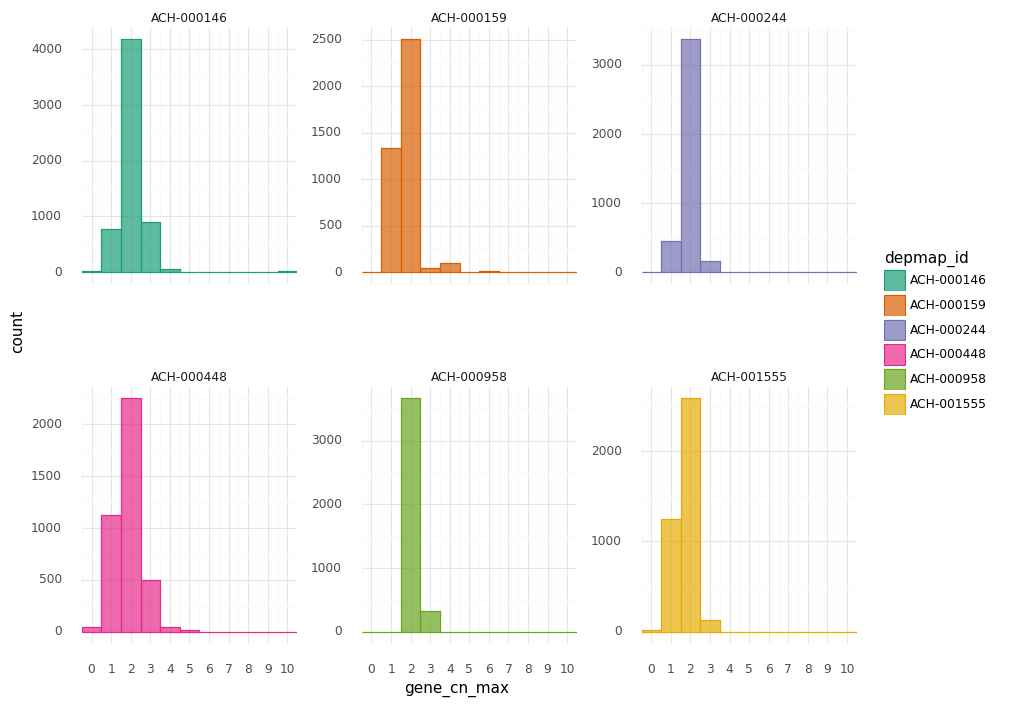 ACH-000146 ACH-000159 ACH-000244
4000
3000
2000
1000
0
2500
2000
1500
1000
500
0
3000
2000
1000
0
count
ACH-000448 ACH-000958 ACH-001555
2000
1500
1000
500
0
3000
2000
1000
0
2000
1000
0
0 1 2 3 4 5 6 7 8 9 10 0 1 2 3 4 5 6 7 8 9 10 0 1 2 3 4 5 6 7 8 9 10
gene_cn_max
depmap_id
ACH-000146
ACH-000159
ACH-000244
ACH-000448
ACH-000958
ACH-001555